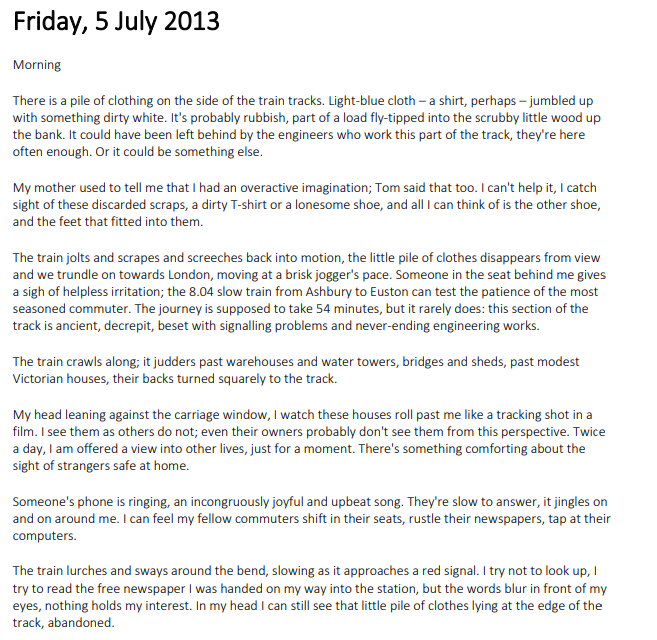 Friday, 5 July 2013
Morning
There is a pile of clothing on the side of the train tracks. Light-blue cloth – a shirt, perhaps – jumbled up
with something dirty white. It's probably rubbish, part of a load fly-tipped into the scrubby little wood up
the bank. It could have been left behind by the engineers who work this part of the track, they're here
often enough. Or it could be something else.
My mother used to tell me that I had an overactive imagination; Tom said that too. I can't help it, I catch
sight of these discarded scraps, a dirty T-shirt or a lonesome shoe, and all I can think of is the other shoe,
and the feet that fitted into them.
The train jolts and scrapes and screeches back into motion, the little pile of clothes disappears from view
and we trundle on towards London, moving at a brisk jogger's pace. Someone in the seat behind me gives
a sigh of helpless irritation; the 8.04 slow train from Ashbury to Euston can test the patience of the most
seasoned commuter. The journey is supposed to take 54 minutes, but it rarely does: this section of the
track is ancient, decrepit, beset with signalling problems and never-ending engineering works.
The train crawls along; it judders past warehouses and water towers, bridges and sheds, past modest
Victorian houses, their backs turned squarely to the track.
My head leaning against the carriage window, I watch these houses roll past me like a tracking shot in a
film. I see them as others do not; even their owners probably don't see them from this perspective. Twice
a day, I am offered a view into other lives, just for a moment. There's something comforting about the
sight of strangers safe at home.
Someone's phone is ringing, an incongruously joyful and upbeat song. They're slow to answer, it jingles on
and on around me. I can feel my fellow commuters shift in their seats, rustle their newspapers, tap at their
computers.
The train lurches and sways around the bend, slowing as it approaches a red signal. I try not to look up, I
try to read the free newspaper I was handed on my way into the station, but the words blur in front of my
eyes, nothing holds my interest. In my head I can still see that little pile of clothes lying at the edge of the
track, abandoned.